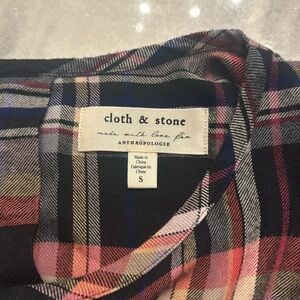 cloth & stone
made with love for
ANTHROPOLOGIE
Made in
China
Fabriqué en
Chine
S